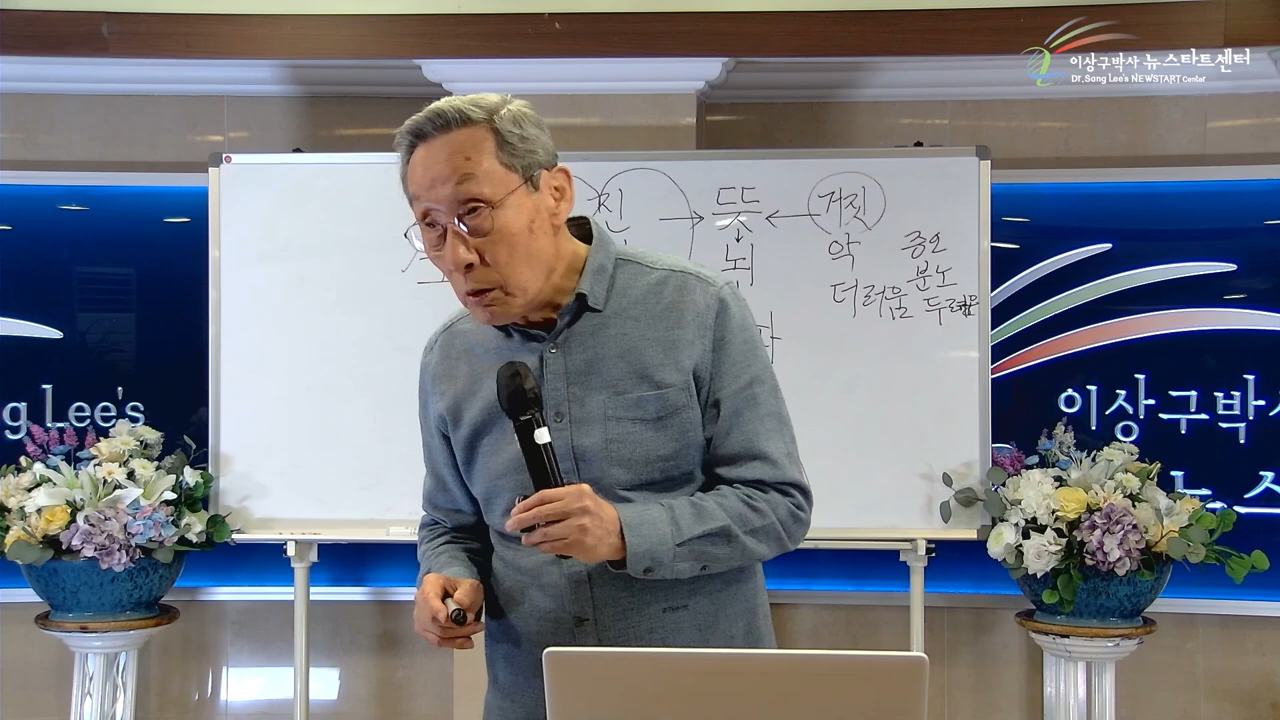 이상구박사 뉴스타트센터
Dr. Sang Lee's NEWSTART Center
진 → 뜻 ← 거짓
뇌
악
더러움
증오
분노
두려움
g Lee's
이상구박사